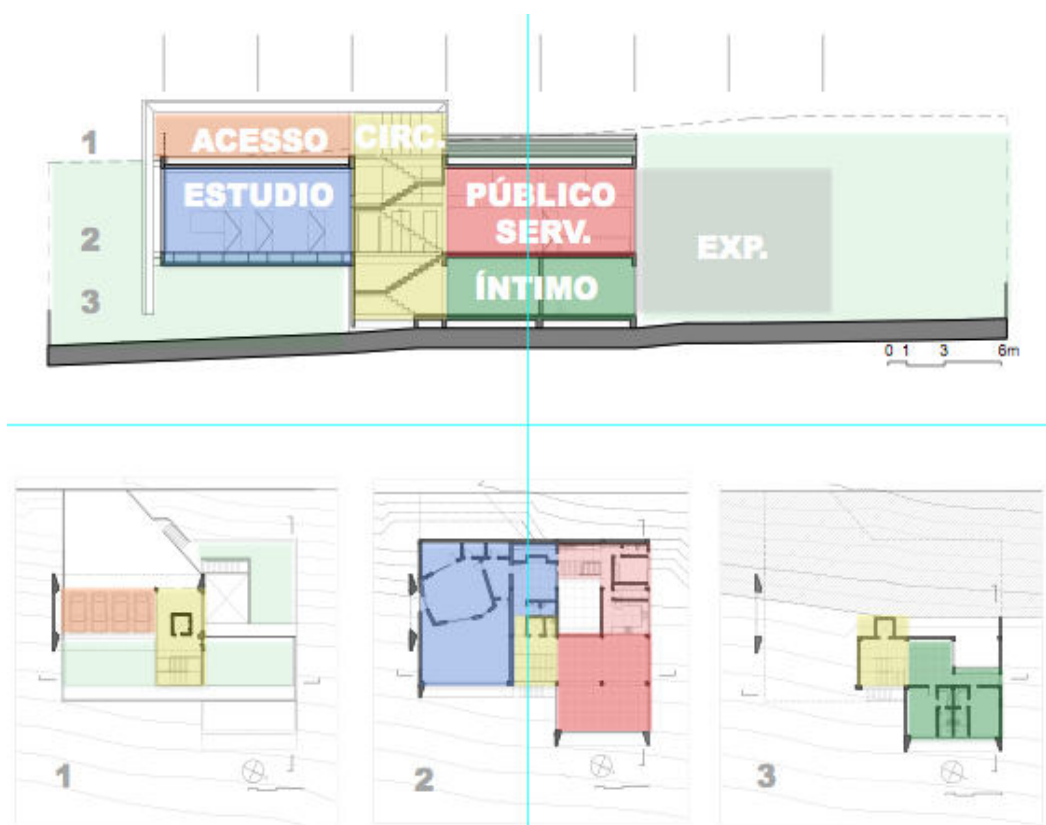 1
ACESSO
CIRC.
ESTUDIO
PÚBLICO
SERV.
2
EXP.
3
ÍNTIMO
0 1 3 6m
1
2
3